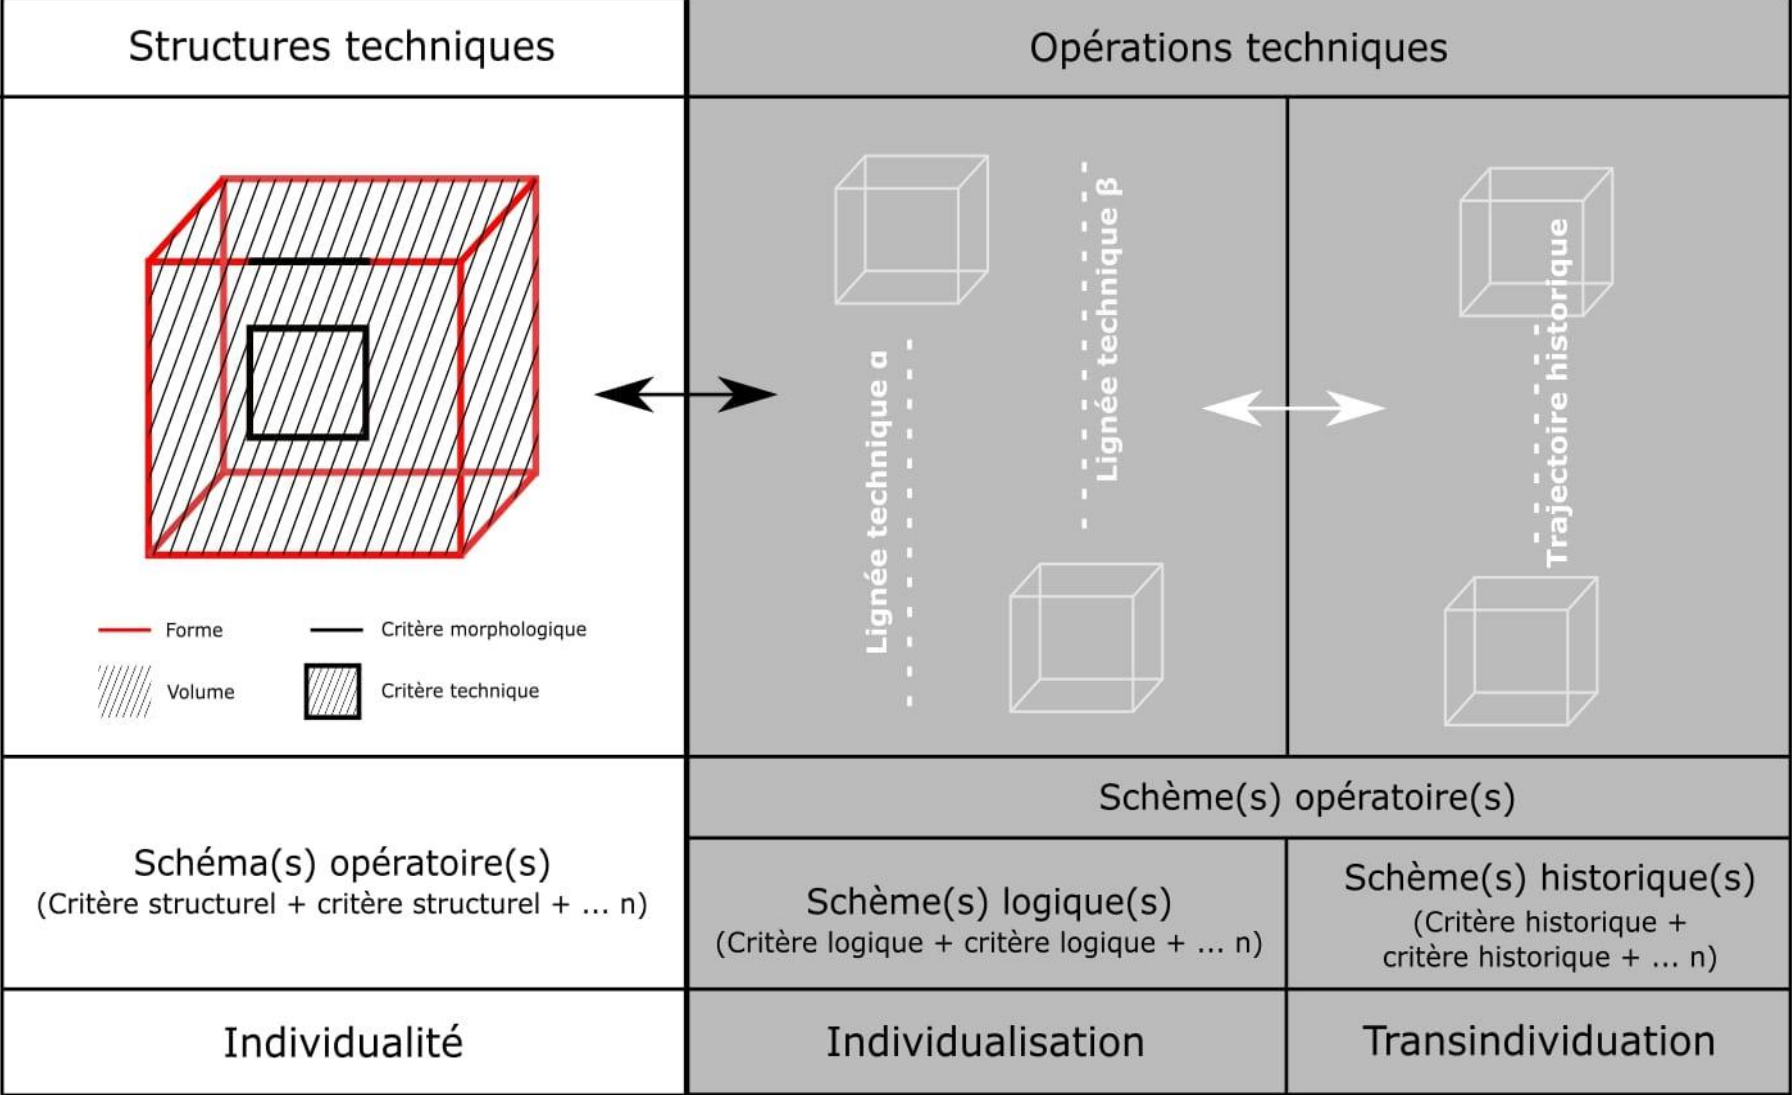 Structures techniques
Opérations techniques
Lignée technique α
Lignée technique β
Trajectoire historique
Forme
Critère morphologique
Volume
Critère technique
Schéma(s) opératoire(s)
(Critère structurel + critère structurel + ... n)
Schème(s) opératoire(s)
Schème(s) logique(s)
(Critère logique + critère logique + ... n)
Schème(s) historique(s)
(Critère historique +
critère historique + ... n)
Individualité
Individualisation
Transindividuation